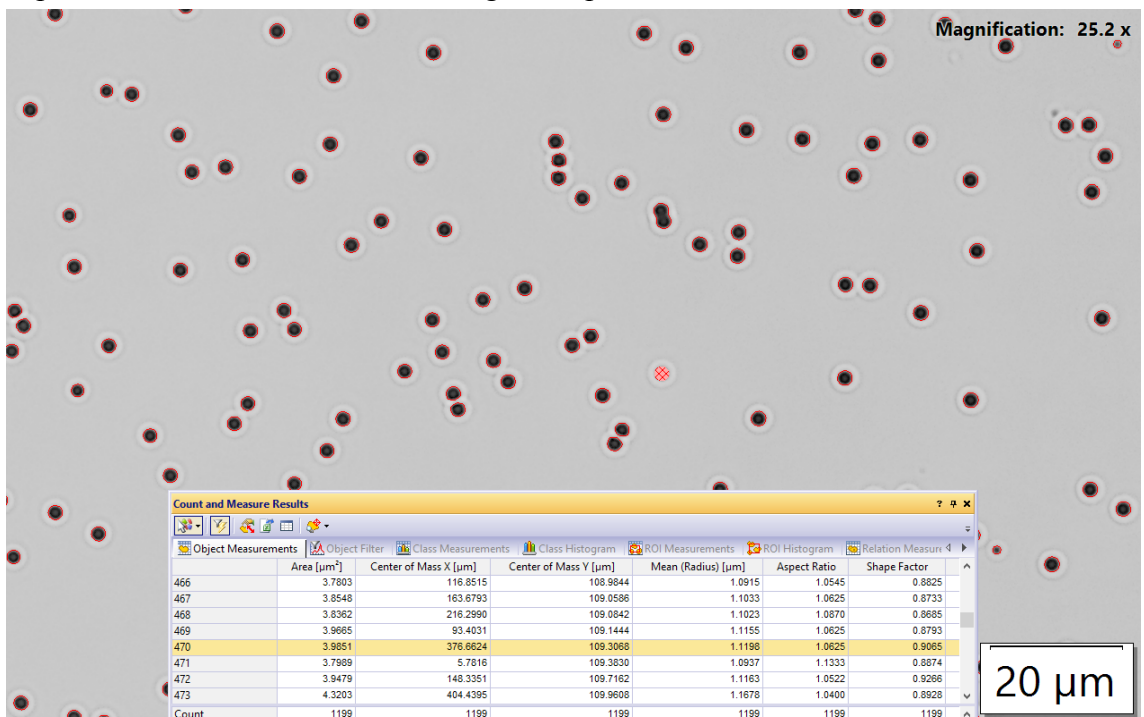 Magnification: 25.2 x
Count and Measure Results
Object Measurements Object Filter Class Measurements Class Histogram ROI Measurements ROI Histogram Relation Measure
Area [µm²] Center of Mass X [µm] Center of Mass Y [µm] Mean (Radius) [µm] Aspect Ratio Shape Factor
466 3.7803 116.8515 108.9844 1.0915 1.0545 0.8825
467 3.8548 163.6793 109.0586 1.1033 1.0625 0.8733
468 3.8362 216.2990 109.0842 1.1023 1.0870 0.8685
469 3.9665 93.4031 109.1444 1.1155 1.0625 0.8793
470 3.9851 376.6624 109.3068 1.1198 1.0625 0.9065
471 3.7989 5.7816 109.3830 1.0937 1.1333 0.8874
472 3.9479 148.3351 109.7162 1.1163 1.0522 0.9266
473 4.3203 404.4395 109.9608 1.1678 1.0400 0.8928
Count 1199 1199 1199 1199 1199 1199
20 µm